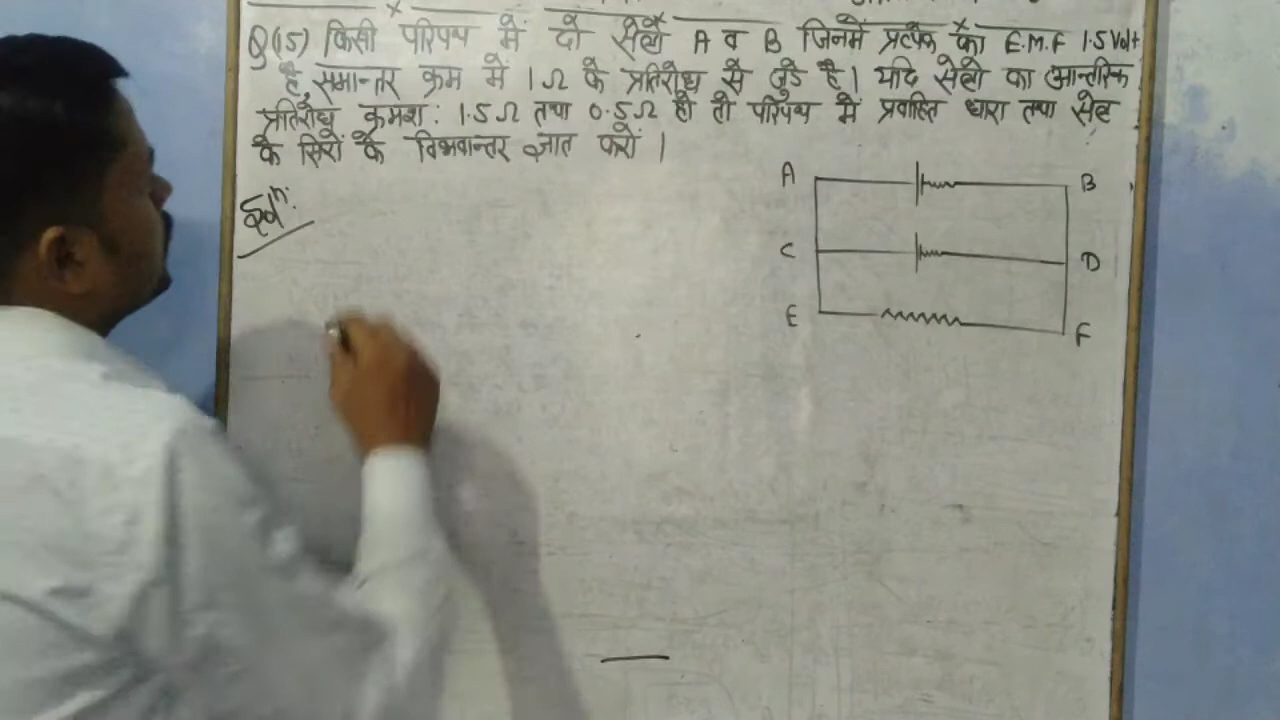 Q(15) किसी परिपथ में दो सेलो A व B जिनमें प्रत्येक का E.M.F 1.5 Volt
है, समान्तर क्रम में 1Ω के प्रतिरोध से जुडे है। यदि सेलो का आन्तरिक
प्रतिरोध क्रमश: 1.5Ω तथा 0.5Ω हो तो परिपथ में प्रवाहित धारा तथा सेल
के सिरों के विभवान्तर ज्ञात करो।
Solⁿ:
A B
C D
E F